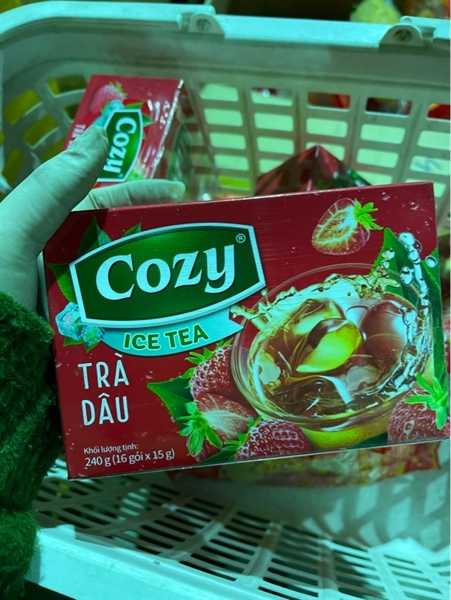 Cozy
Cozy®
ICE TEA
TRÀ
DÂU
Khối lượng tịnh:
240 g (16 gói x 15 g)